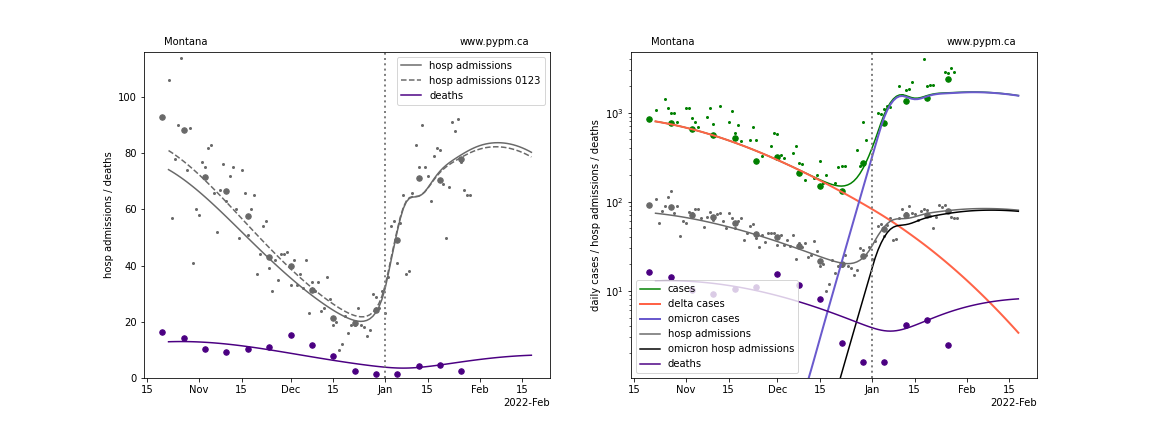 Montana
www.pypm.ca
hosp admissions
hosp admissions 0123
deaths
hosp admissions / deaths
100
80
60
40
20
0
15
Nov
15
Dec
15
Jan
15
Feb
15
2022-Feb
Montana
www.pypm.ca
daily cases / hosp admissions / deaths
10³
10²
10¹
cases
delta cases
omicron cases
hosp admissions
omicron hosp admissions
deaths
15
Nov
15
Dec
15
Jan
15
Feb
15
2022-Feb